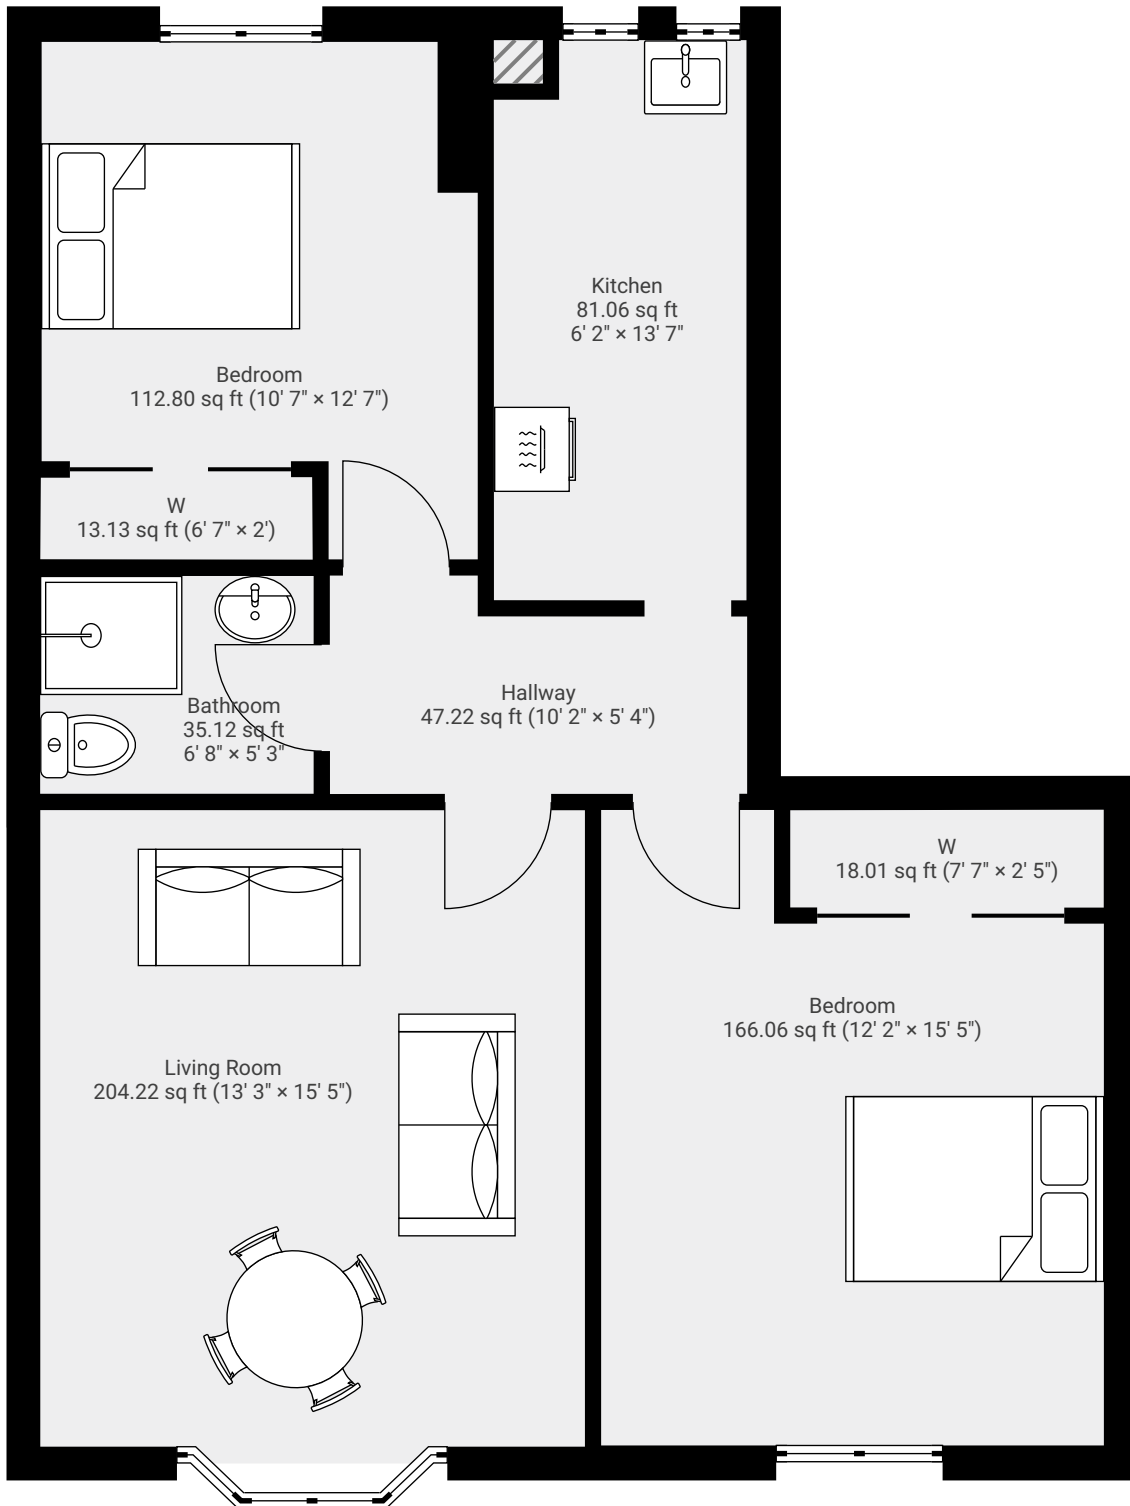 Kitchen
81.06 sq ft
6' 2" × 13' 7"
Bedroom
112.80 sq ft (10' 7" × 12' 7")
W
13.13 sq ft (6' 7" × 2')
Bathroom
35.12 sq ft
6' 8" × 5' 3"
Hallway
47.22 sq ft (10' 2" × 5' 4")
W
18.01 sq ft (7' 7" × 2' 5")
Bedroom
166.06 sq ft (12' 2" × 15' 5")
Living Room
204.22 sq ft (13' 3" × 15' 5")